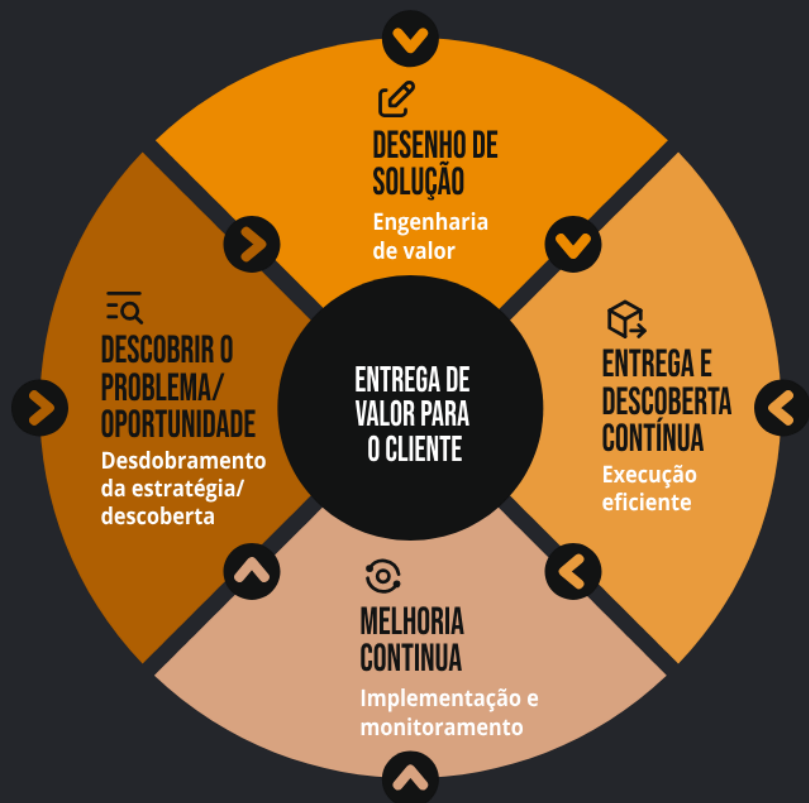 DESENHO DE
SOLUÇÃO
Engenharia
de valor
DESCOBRIR O
PROBLEMA/
OPORTUNIDADE
Desdobramento
da estratégia/
descoberta
ENTREGA DE
VALOR PARA
O CLIENTE
ENTREGA E
DESCOBERTA
CONTÍNUA
Execução
eficiente
MELHORIA
CONTINUA
Implementação e
monitoramento